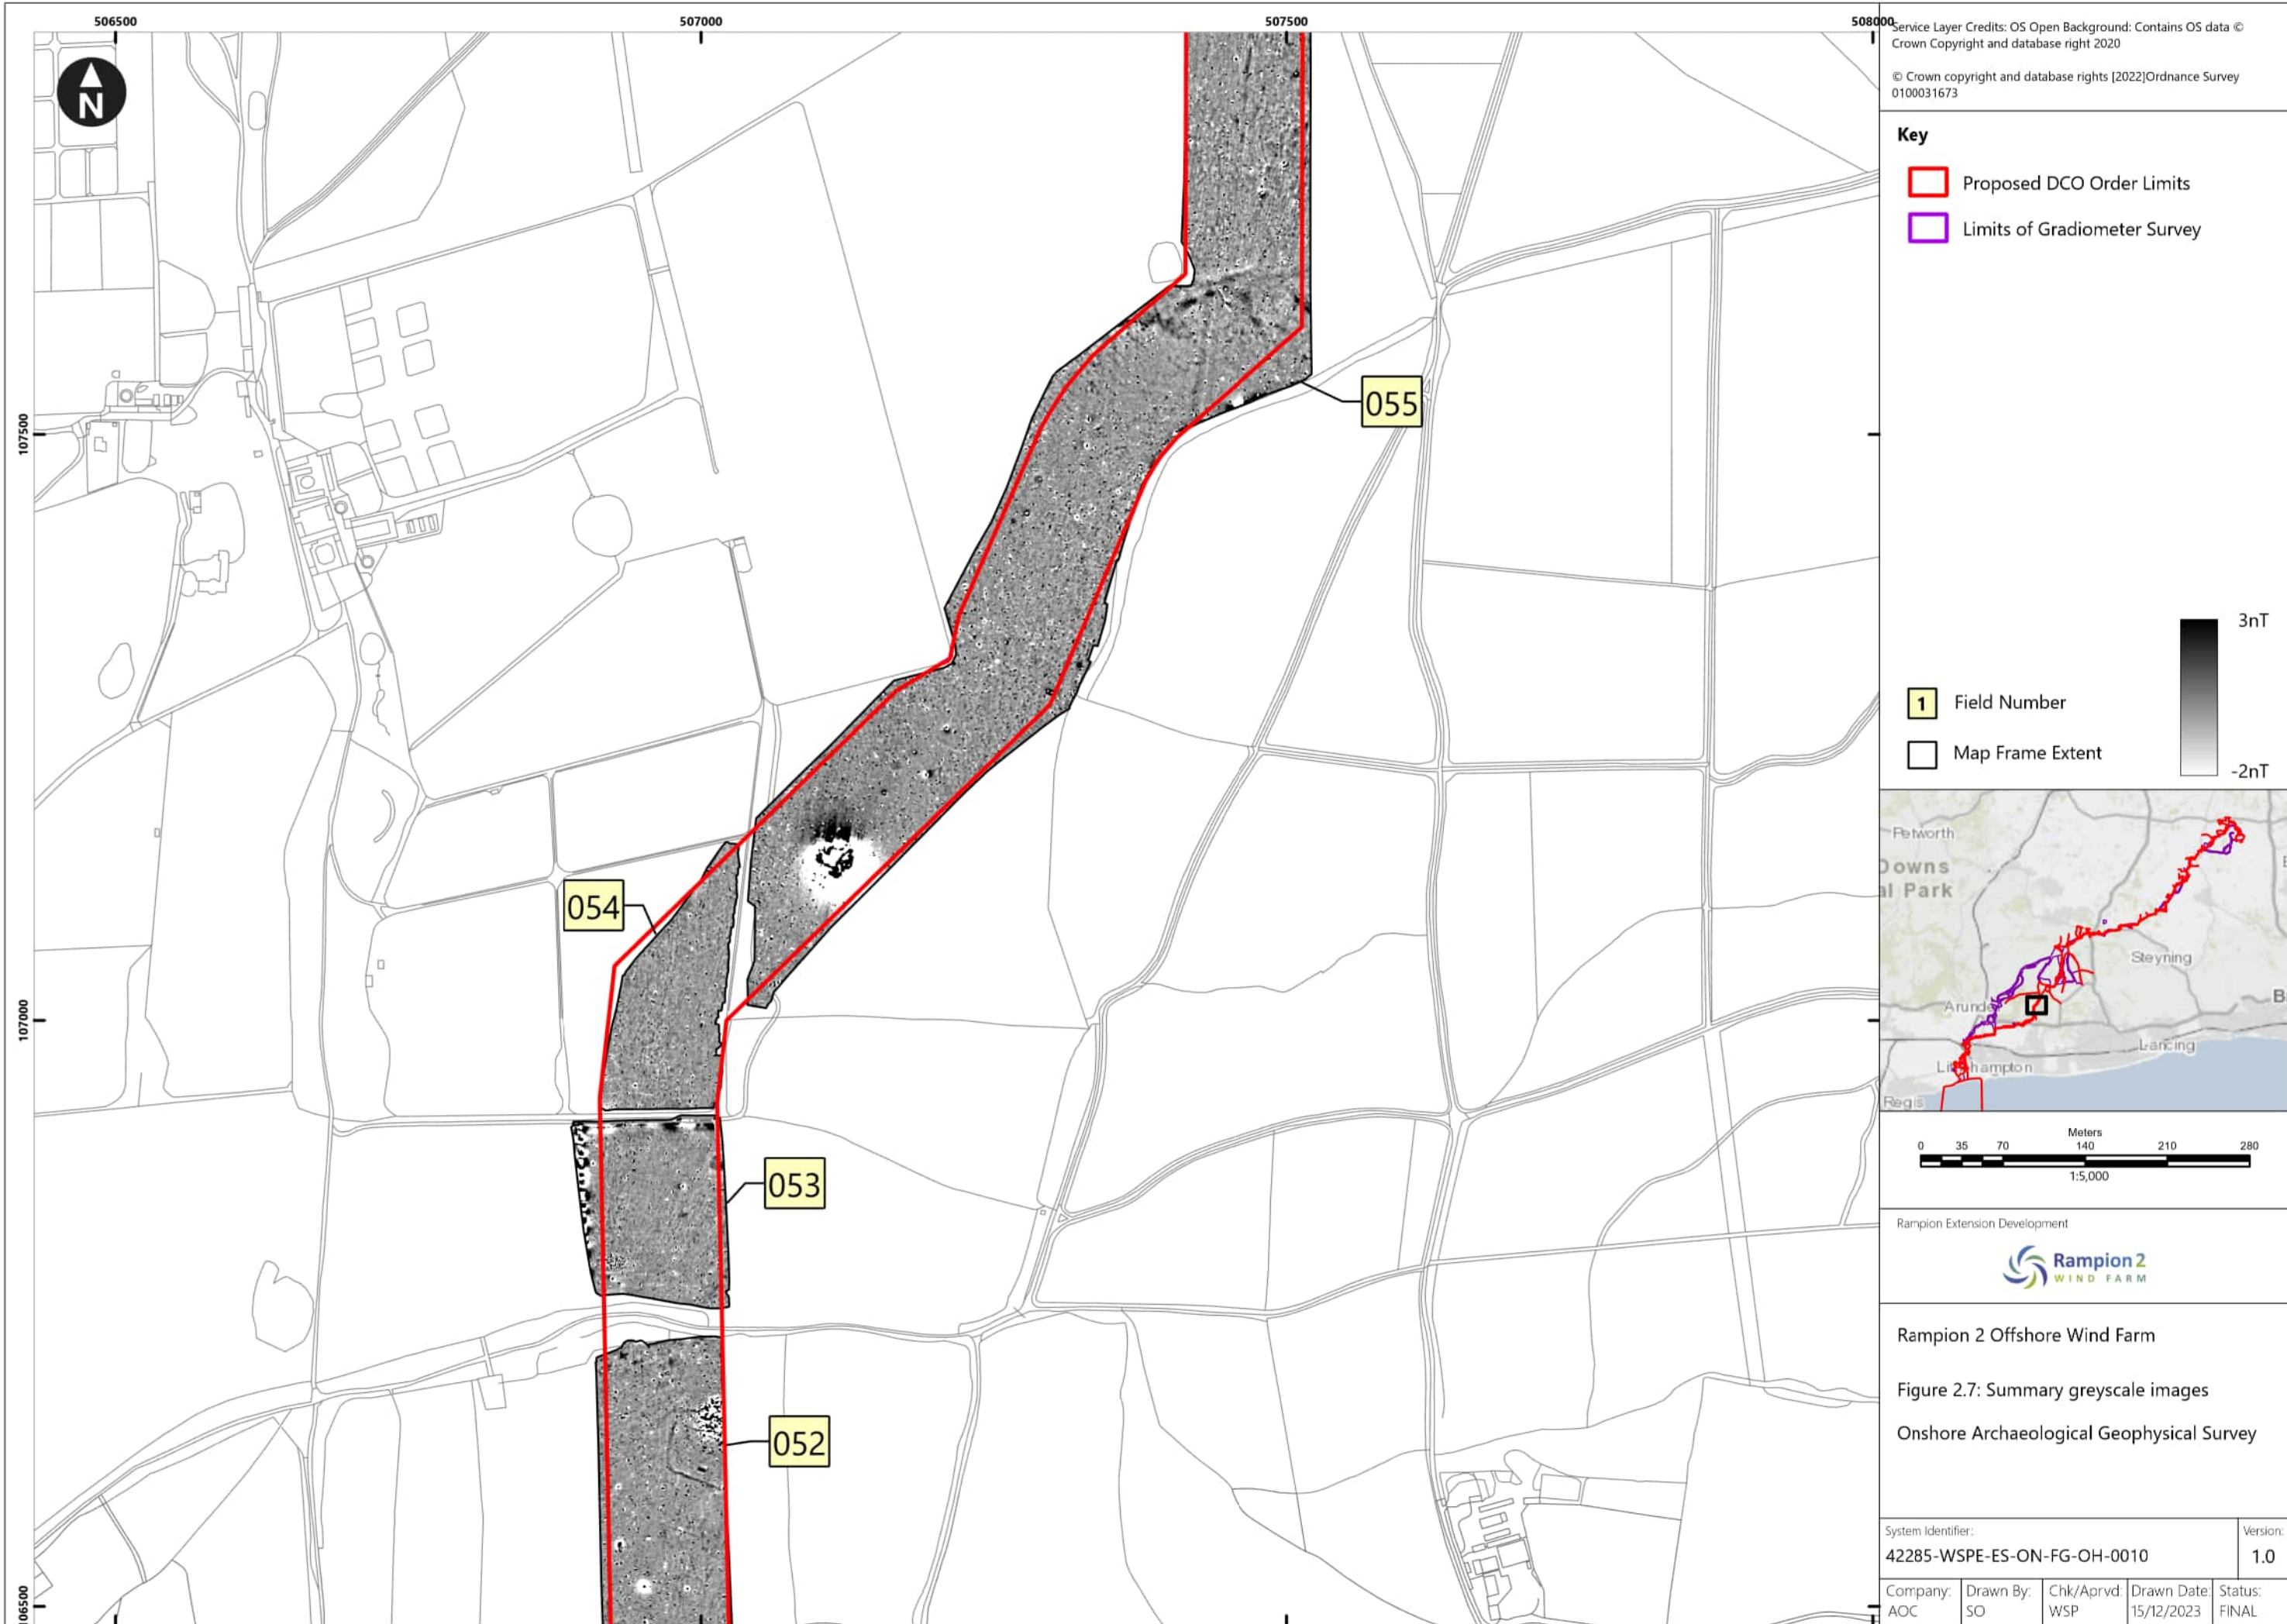 506500
507000
507500
508000
N
107500
107000
106500
055
054
053
052
Service Layer Credits: OS Open Background: Contains OS data ©
Crown Copyright and database right 2020
© Crown copyright and database rights [2022]Ordnance Survey
0100031673
Key
Proposed DCO Order Limits
Limits of Gradiometer Survey
3nT
-2nT
1 Field Number
Map Frame Extent
Petworth
Downs
al Park
Steyning
Arunde
B
Lancing
Li hampton
Regis
Meters
0 35 70 140 210 280
1:5,000
Rampion Extension Development
Rampion 2
WIND FARM
Rampion 2 Offshore Wind Farm
Figure 2.7: Summary greyscale images
Onshore Archaeological Geophysical Survey
System Identifier:
42285-WSPE-ES-ON-FG-OH-0010
Version:
1.0
Company:
AOC
Drawn By:
SO
Chk/Aprvd:
WSP
Drawn Date:
15/12/2023
Status:
FINAL